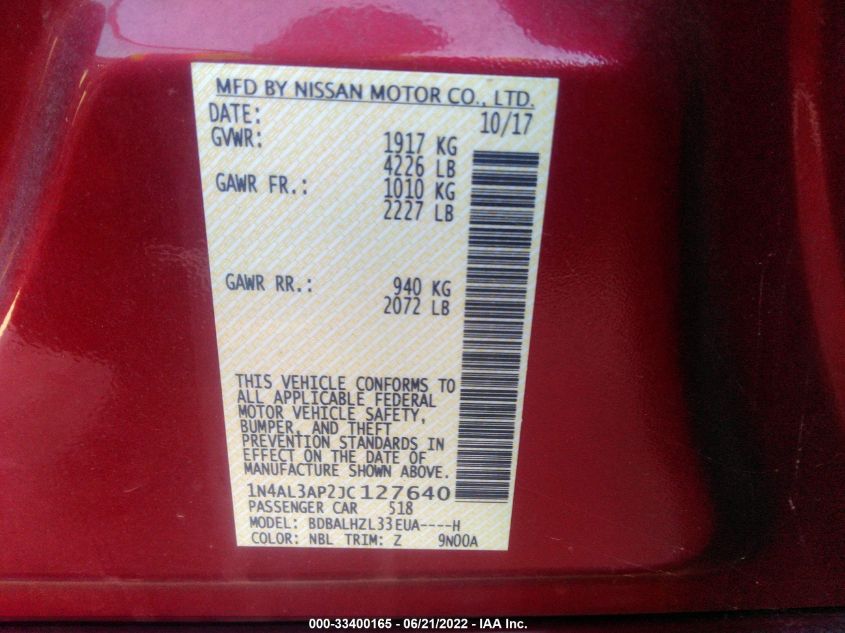 MFD BY NISSAN MOTOR CO., LTD.
DATE: 10/17
GVWR: 1917 KG
4226 LB
GAWR FR.: 1010 KG
2227 LB
GAWR RR.: 940 KG
2072 LB
THIS VEHICLE CONFORMS TO
ALL APPLICABLE FEDERAL
MOTOR VEHICLE SAFETY,
BUMPER, AND THEFT
PREVENTION STANDARDS IN
EFFECT ON THE DATE OF
MANUFACTURE SHOWN ABOVE.
1N4AL3AP2JC127640
PASSENGER CAR 518
MODEL: BDBALHZL33EUA----H
COLOR: NBL TRIM: Z 9N00A
000-33400165 - 06/21/2022 - IAA Inc.